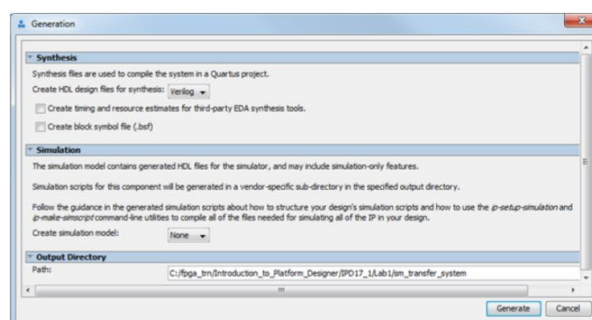 Generation
Synthesis
Synthesis files are used to compile the system in a Quartus project.
Create HDL design files for synthesis: Verilog
Create timing and resource estimates for third-party EDA synthesis tools.
Create block symbol file (.bsf)
Simulation
The simulation model contains generated HDL files for the simulator, and may include simulation-only features.
Simulation scripts for this component will be generated in a vendor-specific sub-directory in the specified output directory.
Follow the guidance in the generated simulation scripts about how to structure your design's simulation scripts and how to use the ip-setup-simulation and
ip-make-simscript command-line utilities to compile all of the files needed for simulating all of the IP in your design.
Create simulation model: None
Output Directory
Path: C:/fpga_trn/Introduction_to_Platform_Designer/IPD17_1/Lab1/sm_transfer_system
Generate Cancel